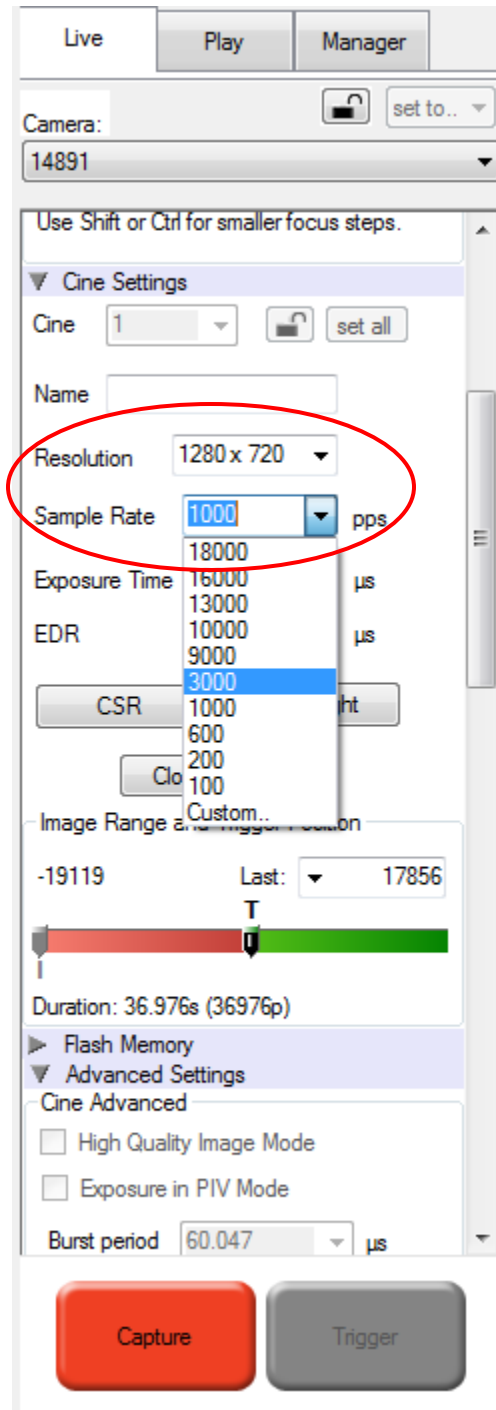 Live Play Manager
Camera: set to..
14891
Use Shift or Ctrl for smaller focus steps.
Cine Settings
Cine 1 set all
Name
Resolution 1280 x 720
Sample Rate 1000 pps
18000
Exposure Time 16000 µs
13000
EDR 10000 µs
9000
3000
CSR 1000
600
200
100
Custom..
-19119 Last: 17856
T
I
Duration: 36.976s (36976p)
Flash Memory
Advanced Settings
Cine Advanced
High Quality Image Mode
Exposure in PIV Mode
Burst period 60.047 µs
Capture Trigger